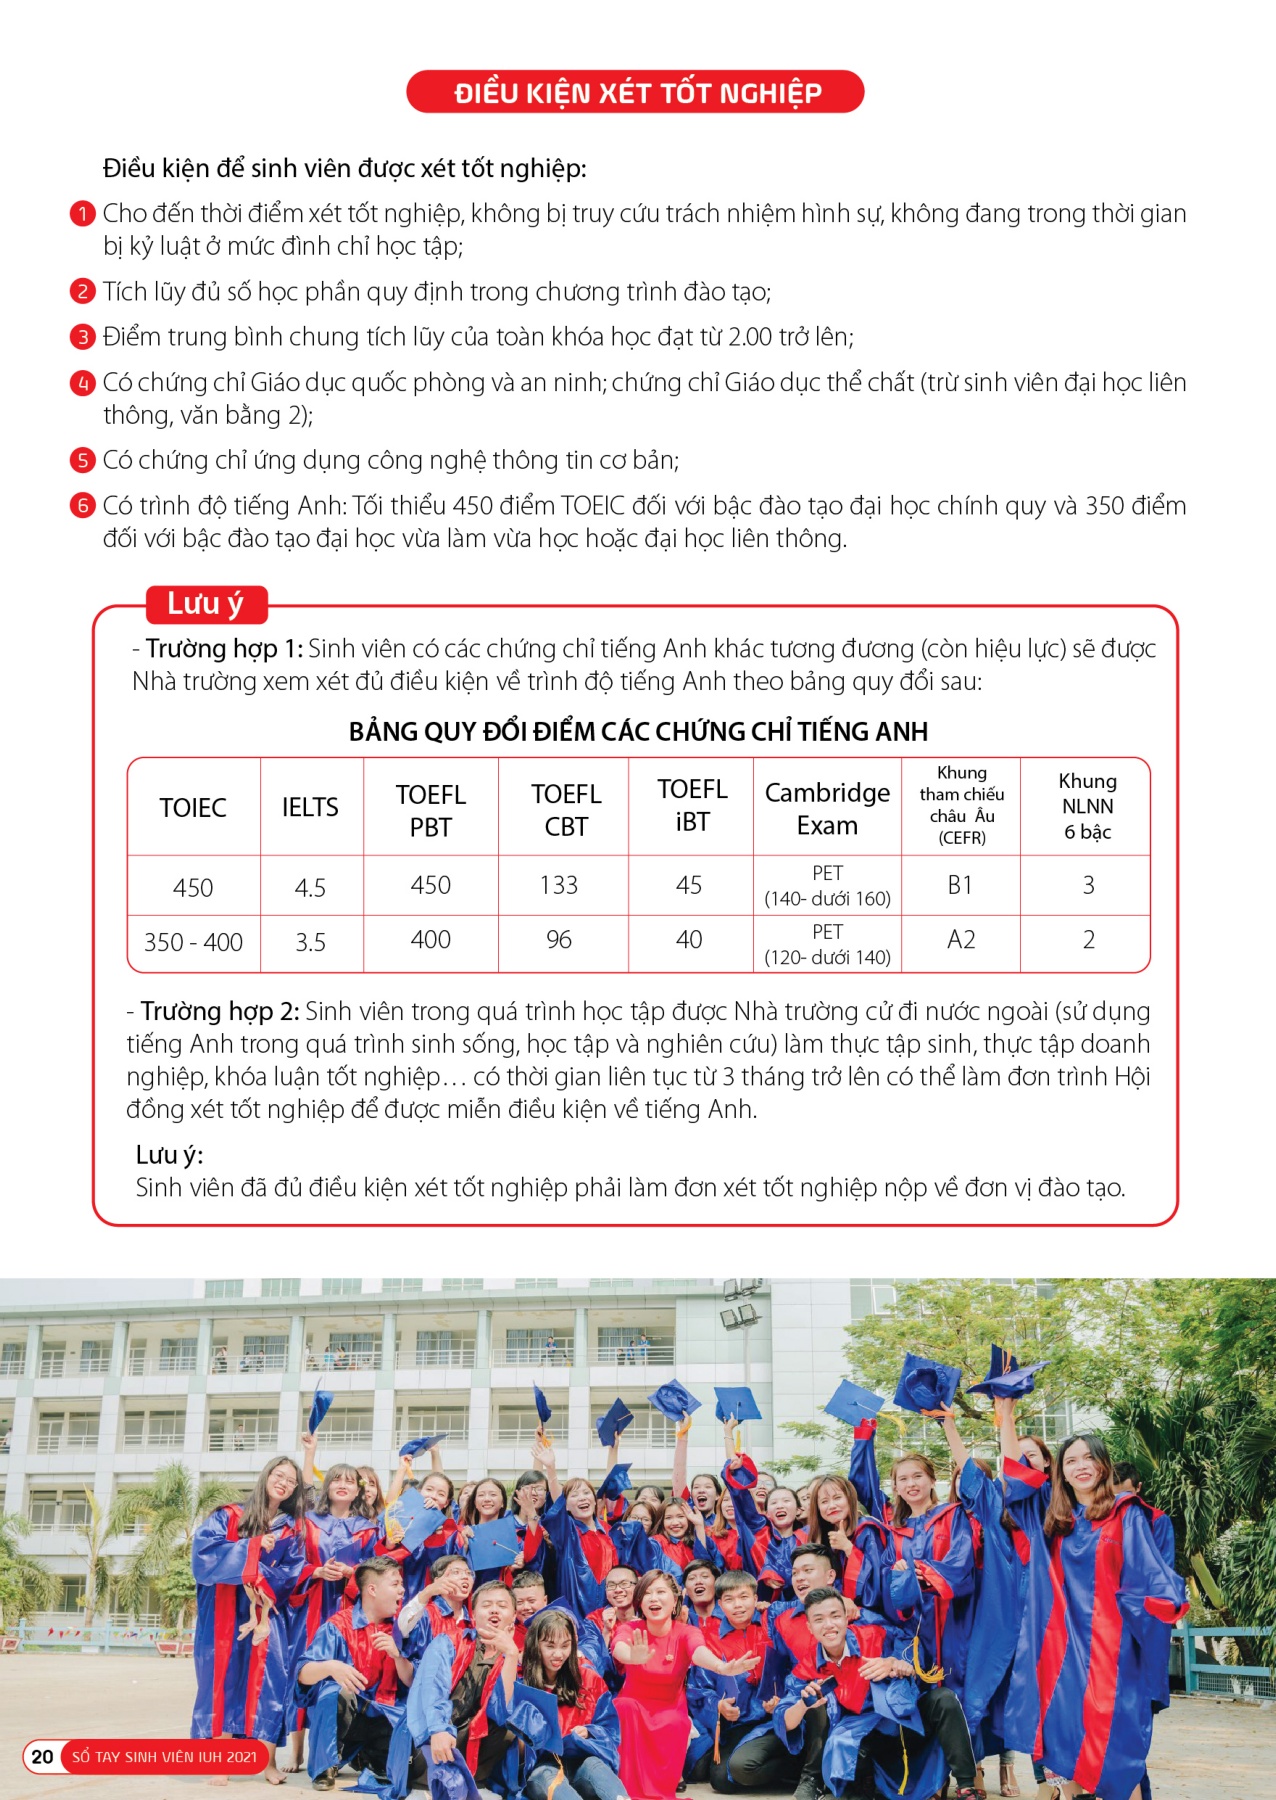 ĐIỀU KIỆN XÉT TỐT NGHIỆP
Điều kiện để sinh viên được xét tốt nghiệp:
1 Cho đến thời điểm xét tốt nghiệp, không bị truy cứu trách nhiệm hình sự, không đang trong thời gian
bị kỷ luật ở mức đình chỉ học tập;
2 Tích lũy đủ số học phần quy định trong chương trình đào tạo;
3 Điểm trung bình chung tích lũy của toàn khóa học đạt từ 2.00 trở lên;
4 Có chứng chỉ Giáo dục quốc phòng và an ninh; chứng chỉ Giáo dục thể chất (trừ sinh viên đại học liên
thông, văn bằng 2);
5 Có chứng chỉ ứng dụng công nghệ thông tin cơ bản;
6 Có trình độ tiếng Anh: Tối thiểu 450 điểm TOEIC đối với bậc đào tạo đại học chính quy và 350 điểm
đối với bậc đào tạo đại học vừa làm vừa học hoặc đại học liên thông.
Lưu ý
- Trường hợp 1: Sinh viên có các chứng chỉ tiếng Anh khác tương đương (còn hiệu lực) sẽ được
Nhà trường xem xét đủ điều kiện về trình độ tiếng Anh theo bảng quy đổi sau:
BẢNG QUY ĐỔI ĐIỂM CÁC CHỨNG CHỈ TIẾNG ANH
TOIEC
IELTS
TOEFL
PBT
TOEFL
CBT
TOEFL
iBT
Cambridge
Exam
Khung
tham chiếu
châu Âu
(CEFR)
Khung
NLNN
6 bậc
450
4.5
450
133
45
PET
(140- dưới 160)
B1
3
350 - 400
3.5
400
96
40
PET
(120- dưới 140)
A2
2
- Trường hợp 2: Sinh viên trong quá trình học tập được Nhà trường cử đi nước ngoài (sử dụng
tiếng Anh trong quá trình sinh sống, học tập và nghiên cứu) làm thực tập sinh, thực tập doanh
nghiệp, khóa luận tốt nghiệp… có thời gian liên tục từ 3 tháng trở lên có thể làm đơn trình Hội
đồng xét tốt nghiệp để được miễn điều kiện về tiếng Anh.
Lưu ý:
Sinh viên đã đủ điều kiện xét tốt nghiệp phải làm đơn xét tốt nghiệp nộp về đơn vị đào tạo.
20 SỔ TAY SINH VIÊN IUH 2021